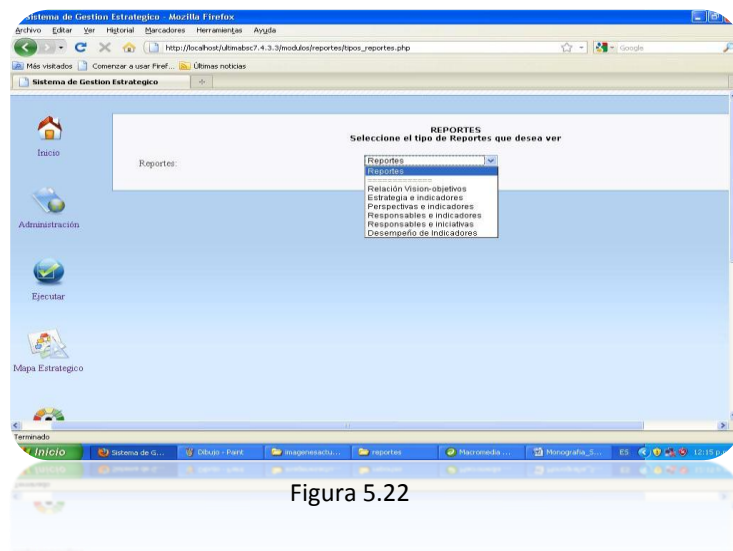 Sistema de Gestion Estrategico - Mozilla Firefox
Archivo Editar Ver Historial Marcadores Herramientas Ayuda
http://localhost/ultimabsc7.4.3.3/modulos/reportes/tipos_reportes.php
Google
Más visitados Comenzar a usar Firef... Últimas noticias
Sistema de Gestion Estrategico
REPORTES
Seleccione el tipo de Reportes que desea ver
Inicio
Reportes:
Reportes
Reportes
==============
Relación Vision-objetivos
Estrategia e indicadores
Perspectivas e indicadores
Responsables e indicadores
Responsables e iniciativas
Desempeño de Indicadores
Administración
Ejecutar
Mapa Estrategico
Terminado
Inicio
Sistema de G...
Dibujo - Paint
imagenesactu...
reportes
Macromedia ...
Monografia_S...
ES
12:15 p.
Figura 5.22